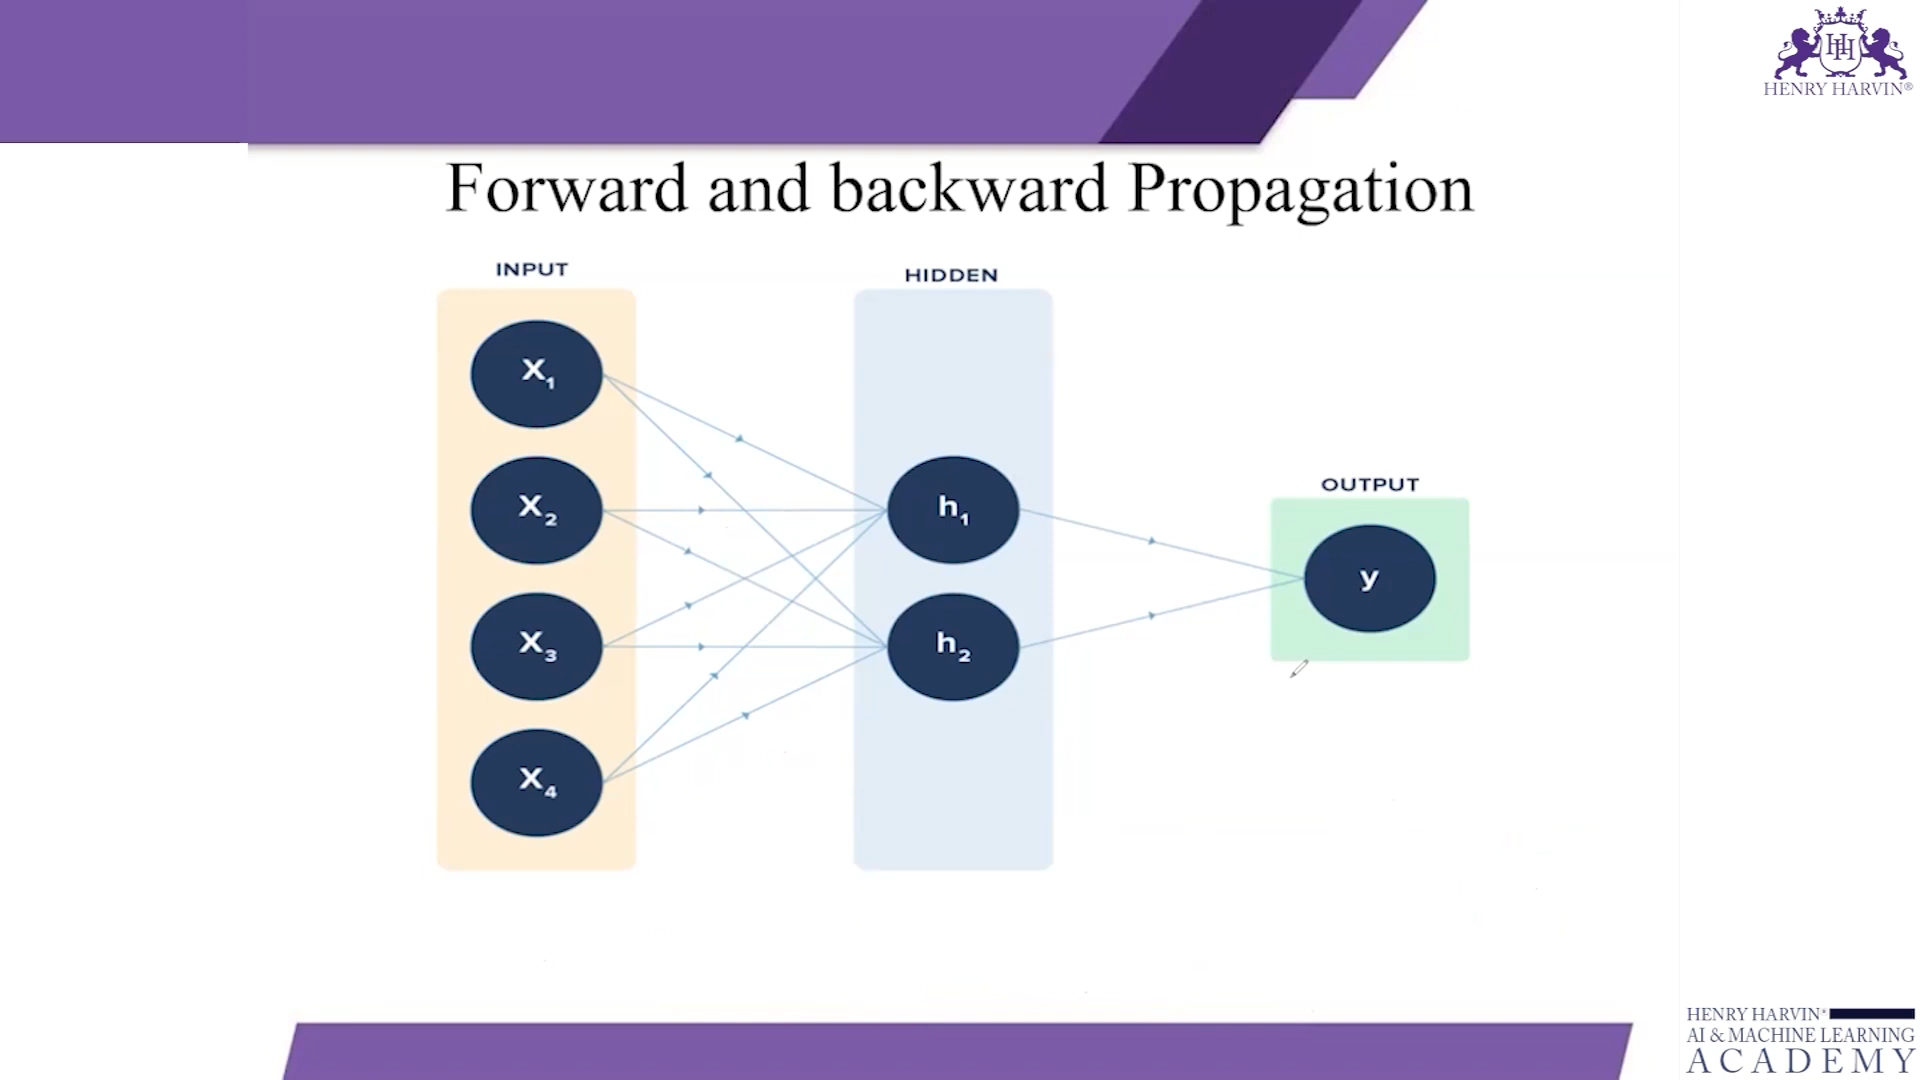 HENRY HARVIN®
Forward and backward Propagation
INPUT
HIDDEN
OUTPUT
X1
X2
X3
X4
h1
h2
y
HENRY HARVIN®
AI & MACHINE LEARNING
ACADEMY